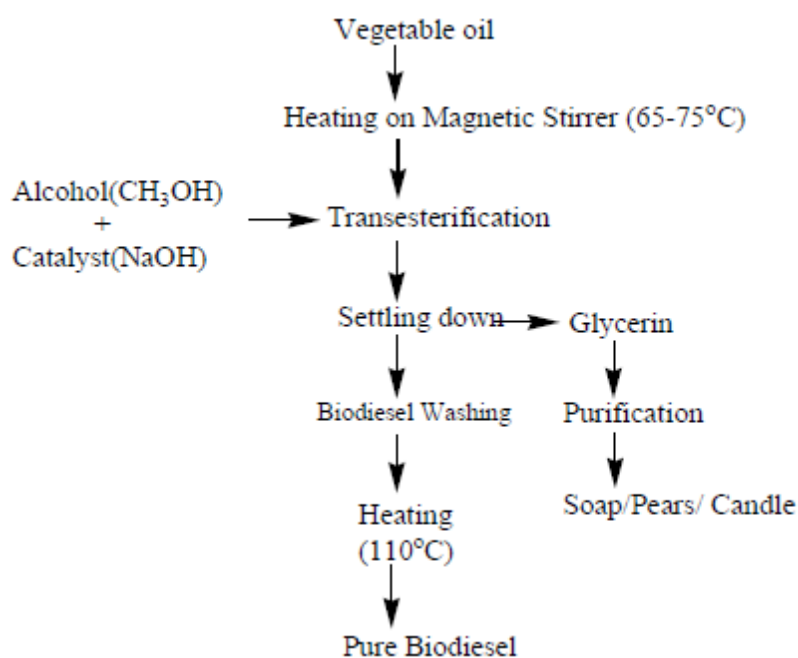 Vegetable oil
Heating on Magnetic Stirrer (65-75°C)
Alcohol(CH₃OH)
+
Catalyst(NaOH)
Transesterification
Settling down
Glycerin
Biodiesel Washing
Purification
Heating
(110°C)
Soap/Pears/ Candle
Pure Biodiesel